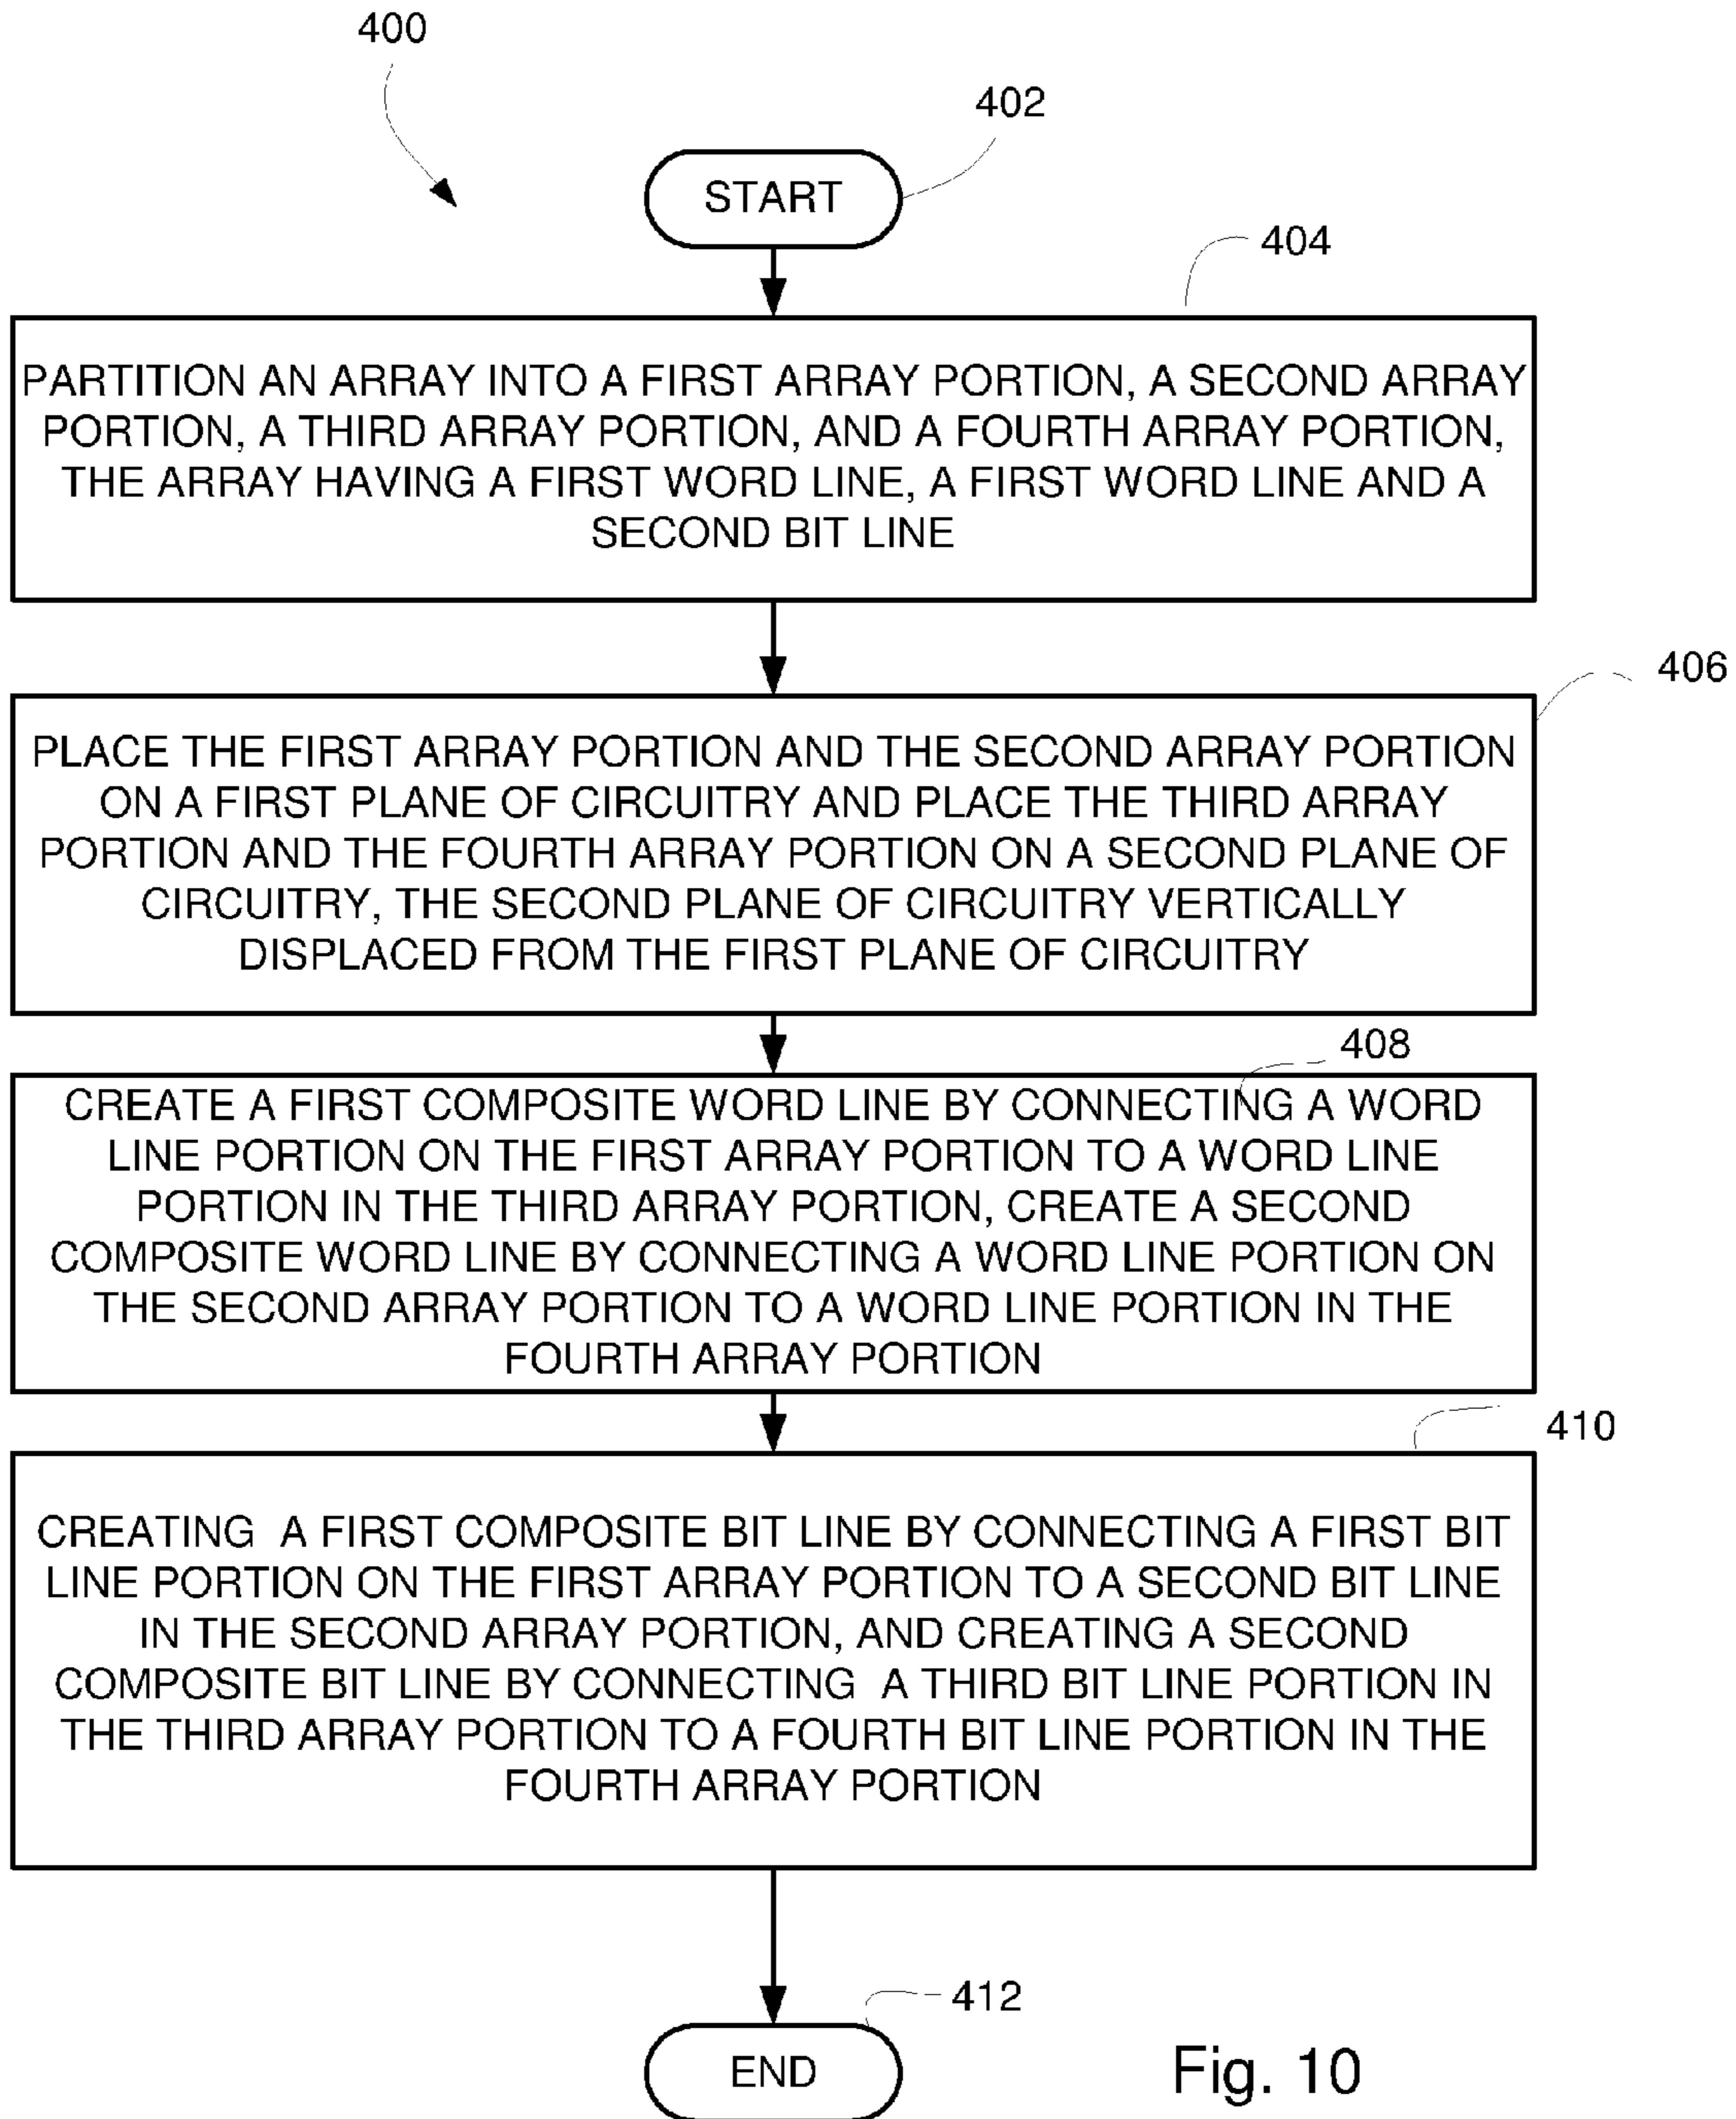 400
402
START
404
PARTITION AN ARRAY INTO A FIRST ARRAY PORTION, A SECOND ARRAY
PORTION, A THIRD ARRAY PORTION, AND A FOURTH ARRAY PORTION,
THE ARRAY HAVING A FIRST WORD LINE, A FIRST WORD LINE AND A
SECOND BIT LINE
406
PLACE THE FIRST ARRAY PORTION AND THE SECOND ARRAY PORTION
ON A FIRST PLANE OF CIRCUITRY AND PLACE THE THIRD ARRAY
PORTION AND THE FOURTH ARRAY PORTION ON A SECOND PLANE OF
CIRCUITRY, THE SECOND PLANE OF CIRCUITRY VERTICALLY
DISPLACED FROM THE FIRST PLANE OF CIRCUITRY
408
CREATE A FIRST COMPOSITE WORD LINE BY CONNECTING A WORD
LINE PORTION ON THE FIRST ARRAY PORTION TO A WORD LINE
PORTION IN THE THIRD ARRAY PORTION, CREATE A SECOND
COMPOSITE WORD LINE BY CONNECTING A WORD LINE PORTION ON
THE SECOND ARRAY PORTION TO A WORD LINE PORTION IN THE
FOURTH ARRAY PORTION
410
CREATING A FIRST COMPOSITE BIT LINE BY CONNECTING A FIRST BIT
LINE PORTION ON THE FIRST ARRAY PORTION TO A SECOND BIT LINE
IN THE SECOND ARRAY PORTION, AND CREATING A SECOND
COMPOSITE BIT LINE BY CONNECTING A THIRD BIT LINE PORTION IN
THE THIRD ARRAY PORTION TO A FOURTH BIT LINE PORTION IN THE
FOURTH ARRAY PORTION
412
END
Fig. 10